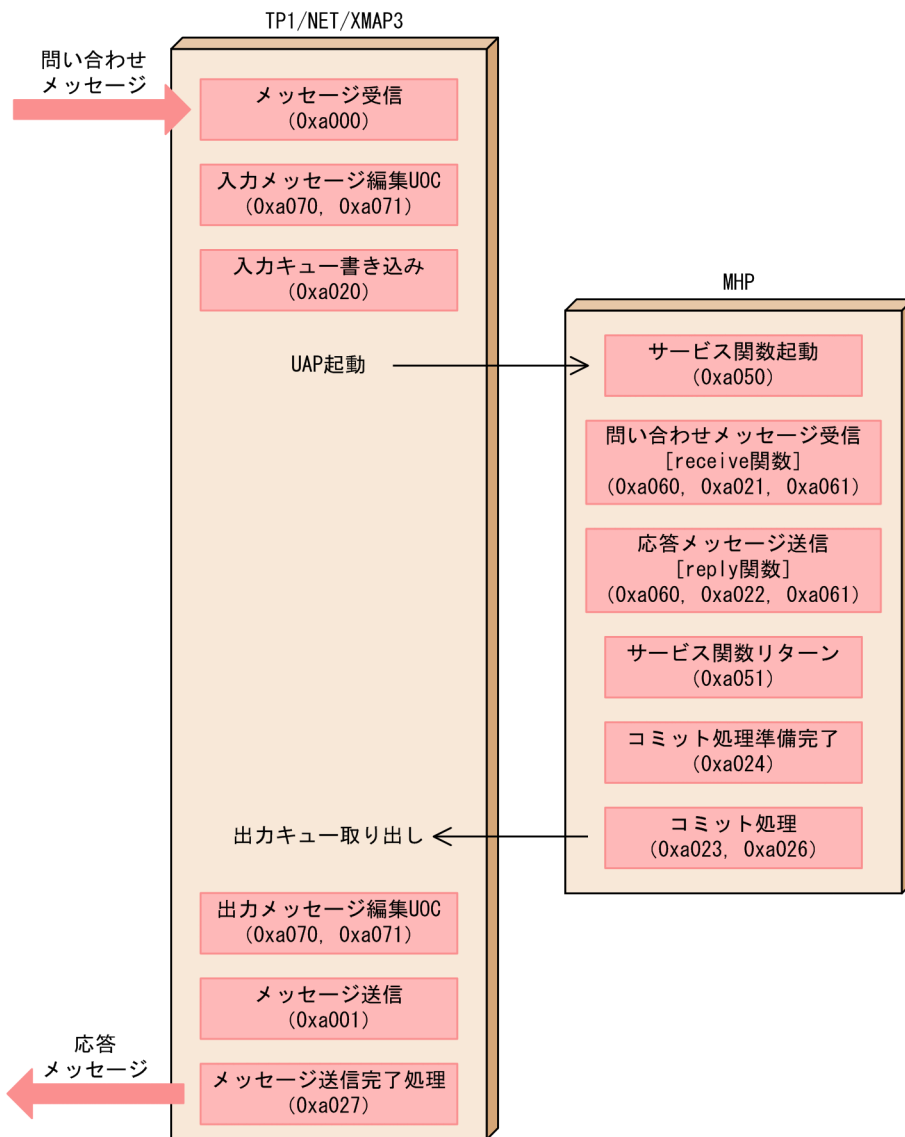 TP1/NET/XMAP3
問い合わせ
メッセージ
メッセージ受信
(0xa000)
入力メッセージ編集UOC
(0xa070, 0xa071)
入力キュー書き込み
(0xa020)
MHP
UAP起動
サービス関数起動
(0xa050)
問い合わせメッセージ受信
[receive関数]
(0xa060, 0xa021, 0xa061)
応答メッセージ送信
[reply関数]
(0xa060, 0xa022, 0xa061)
サービス関数リターン
(0xa051)
コミット処理準備完了
(0xa024)
コミット処理
(0xa023, 0xa026)
出力キュー取り出し
出力メッセージ編集UOC
(0xa070, 0xa071)
メッセージ送信
(0xa001)
応答
メッセージ
メッセージ送信完了処理
(0xa027)